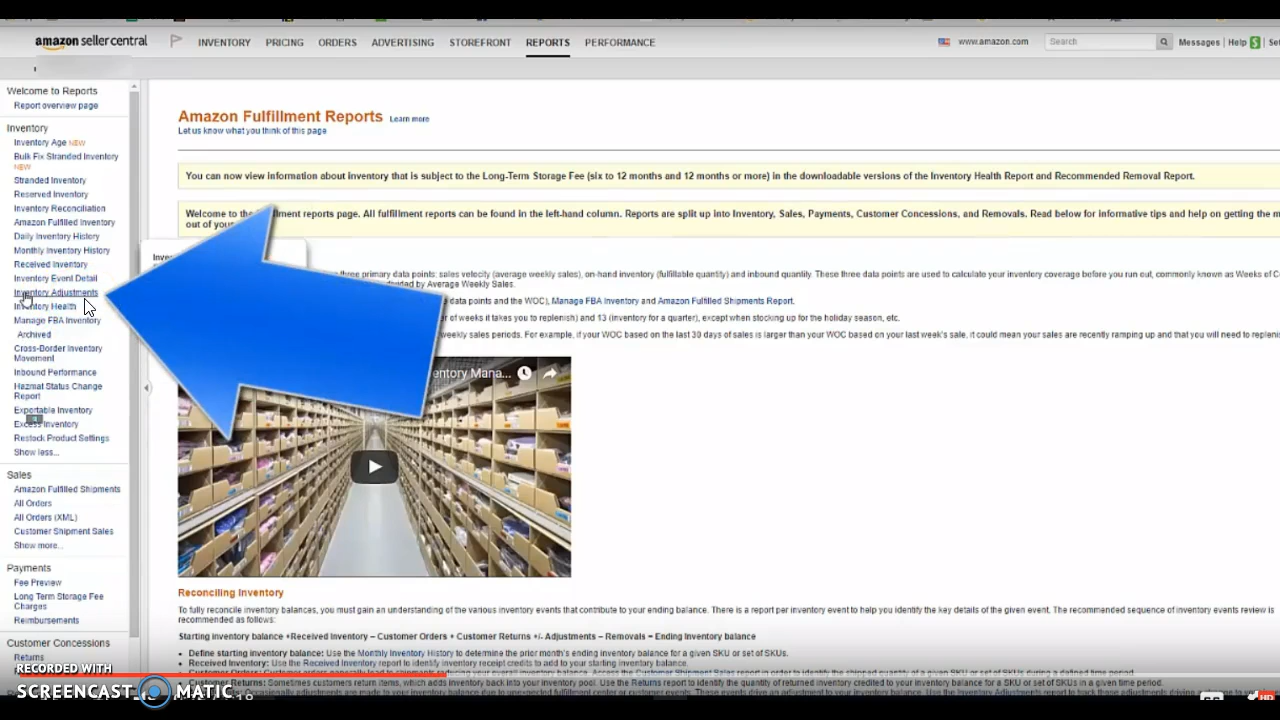 amazon seller central
INVENTORY PRICING ORDERS ADVERTISING STOREFRONT REPORTS PERFORMANCE
www.amazon.com Search Messages | Help | Set
Welcome to Reports
Report overview page
Inventory
Inventory Age NEW
Bulk Fix Stranded Inventory
NEW
Stranded Inventory
Reserved Inventory
Inventory Reconciliation
Amazon Fulfilled Inventory
Daily Inventory History
Monthly Inventory History
Received Inventory
Inventory Event Detail
Inventory Adjustments
Inventory Health
Manage FBA Inventory
Archived
Cross-Border Inventory
Movement
Inbound Performance
Hazmat Status Change
Report
Exportable Inventory
Excess Inventory
Restock Product Settings
Show less...
Sales
Amazon Fulfilled Shipments
All Orders
All Orders (XML)
Customer Shipment Sales
Show more...
Payments
Fee Preview
Long Term Storage Fee
Charges
Reimbursements
Customer Concessions
Returns
Amazon Fulfillment Reports Learn more
Let us know what you think of this page
You can now view information about inventory that is subject to the Long-Term Storage Fee (six to 12 months and 12 months or more) in the downloadable versions of the Inventory Health Report and Recommended Removal Report.
Welcome to the reports page. All fulfillment reports can be found in the left-hand column. Reports are split up into Inventory, Sales, Payments, Customer Concessions, and Removals. Read below for informative tips and help on getting the m
out of your
three primary data points: sales velocity (average weekly sales), on-hand inventory (fulfillable quantity) and inbound quantity. These three data points are used to calculate your inventory coverage before you run out, commonly known as Weeks of C
by Average Weekly Sales.
data points and the WOC), Manage FBA Inventory and Amazon Fulfilled Shipments Report.
of weeks it takes you to replenish) and 13 (inventory for a quarter), except when stocking up for the holiday season, etc.
weekly sales periods. For example, if your WOC based on the last 30 days of sales is larger than your WOC based on your last week's sale, it could mean your sales are recently ramping up and that you will need to replenis
entory Mana...
Reconciling Inventory
To fully reconcile inventory balances, you must gain an understanding of the various inventory events that contribute to your ending balance. There is a report per inventory event to help you identify the key details of the given event. The recommended sequence of inventory events review is
recommended as follows:
Starting inventory balance +Received Inventory – Customer Orders + Customer Returns +/- Adjustments – Removals = Ending Inventory balance
• Define starting inventory balance: Use the Monthly Inventory History to determine the prior month's ending inventory balance for a given SKU or set of SKUs.
• Received Inventory: Use the Received Inventory report to identify inventory receipt credits to add to your starting inventory balance.
• Customer Returns: Sometimes customers return items, which adds inventory back into your inventory pool. Use the Returns report to identify the quantity of returned inventory credited to your inventory balance for a SKU or set of SKUs in a given time period.
RECORDED WITH
SCREENCAST MATIC
HD